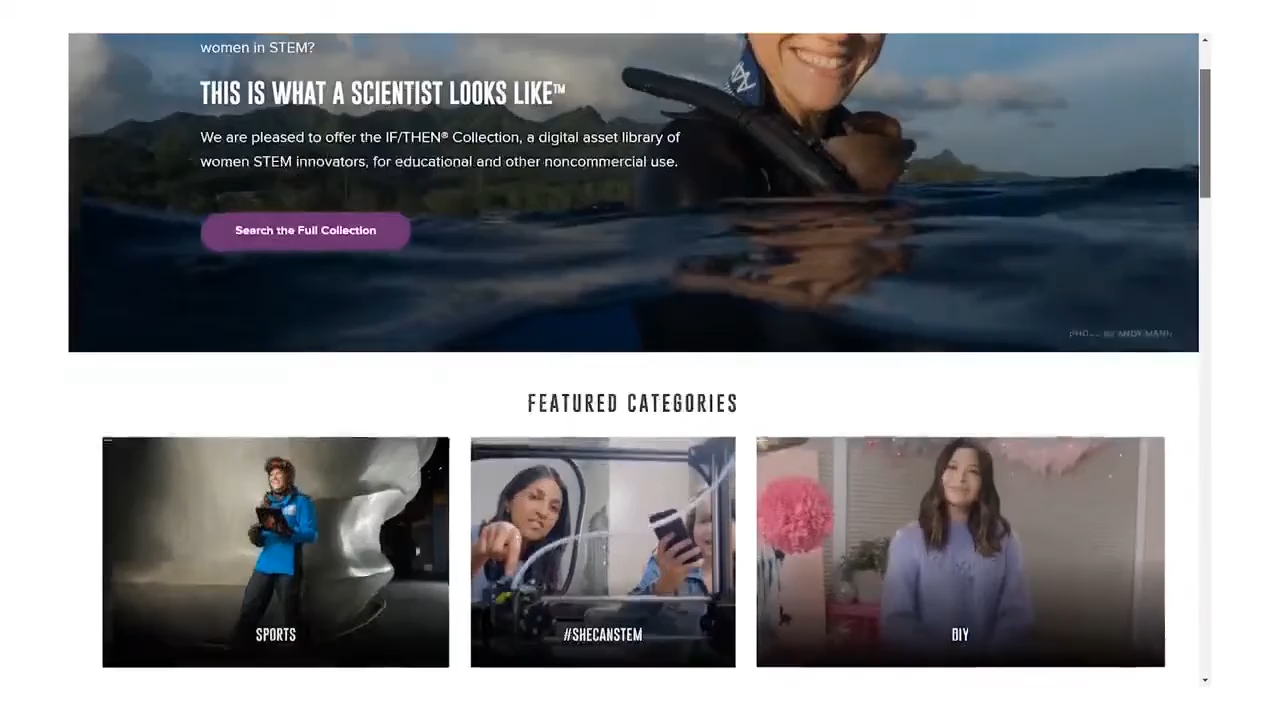 women in STEM?
THIS IS WHAT A SCIENTIST LOOKS LIKE™
We are pleased to offer the IF/THEN® Collection, a digital asset library of
women STEM innovators, for educational and other noncommercial use.
Search the Full Collection
PHOTO BY ANDY MANN
FEATURED CATEGORIES
SPORTS
#SHECANSTEM
DIY